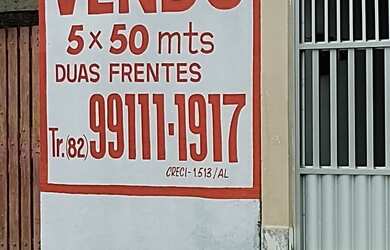 VENDO
5 x 50 mts
DUAS FRENTES
Tr.(82) 99111-1917
CRECI-1.513/AL